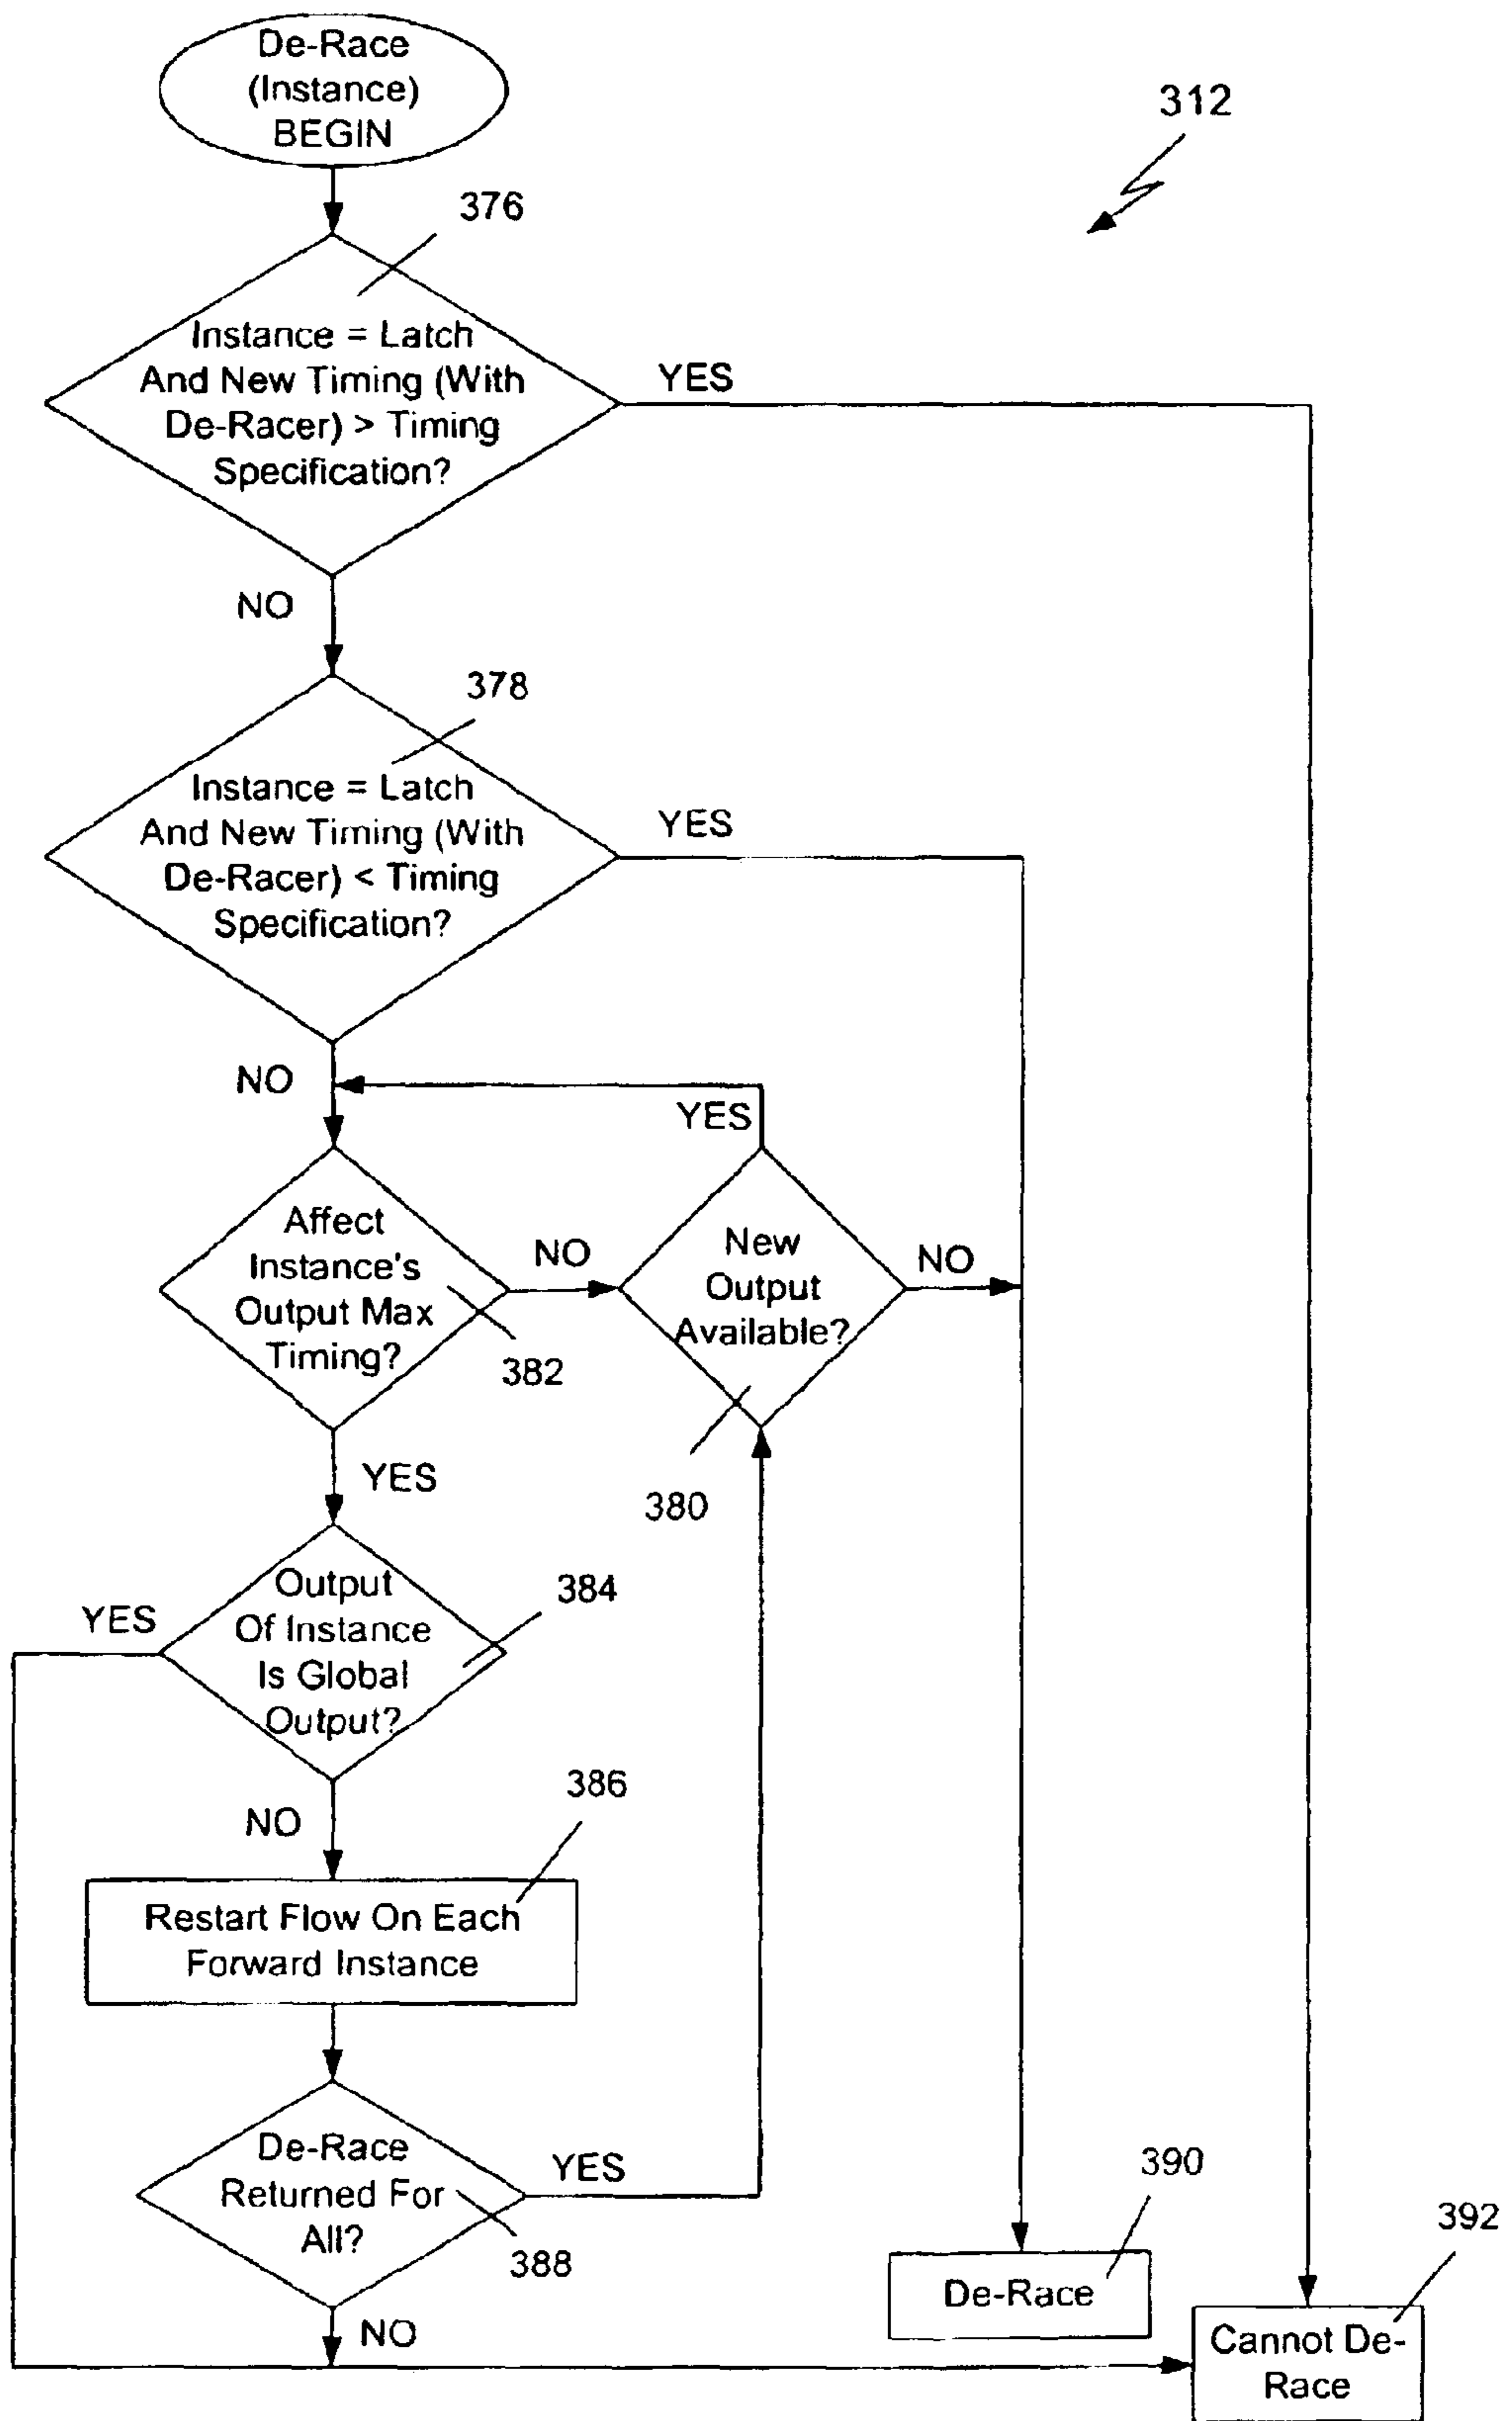 De-Race
(Instance)
BEGIN
312
376
Instance = Latch
And New Timing (With
De-Racer) > Timing
Specification?
YES
NO
378
Instance = Latch
And New Timing (With
De-Racer) < Timing
Specification?
YES
NO
YES
Affect
Instance's
Output Max
Timing?
NO
New
Output
Available?
NO
382
380
YES
Output
Of Instance
Is Global
Output?
384
YES
386
NO
Restart Flow On Each
Forward Instance
De-Race
Returned For
All?
YES
388
NO
390
De-Race
392
Cannot De-
Race